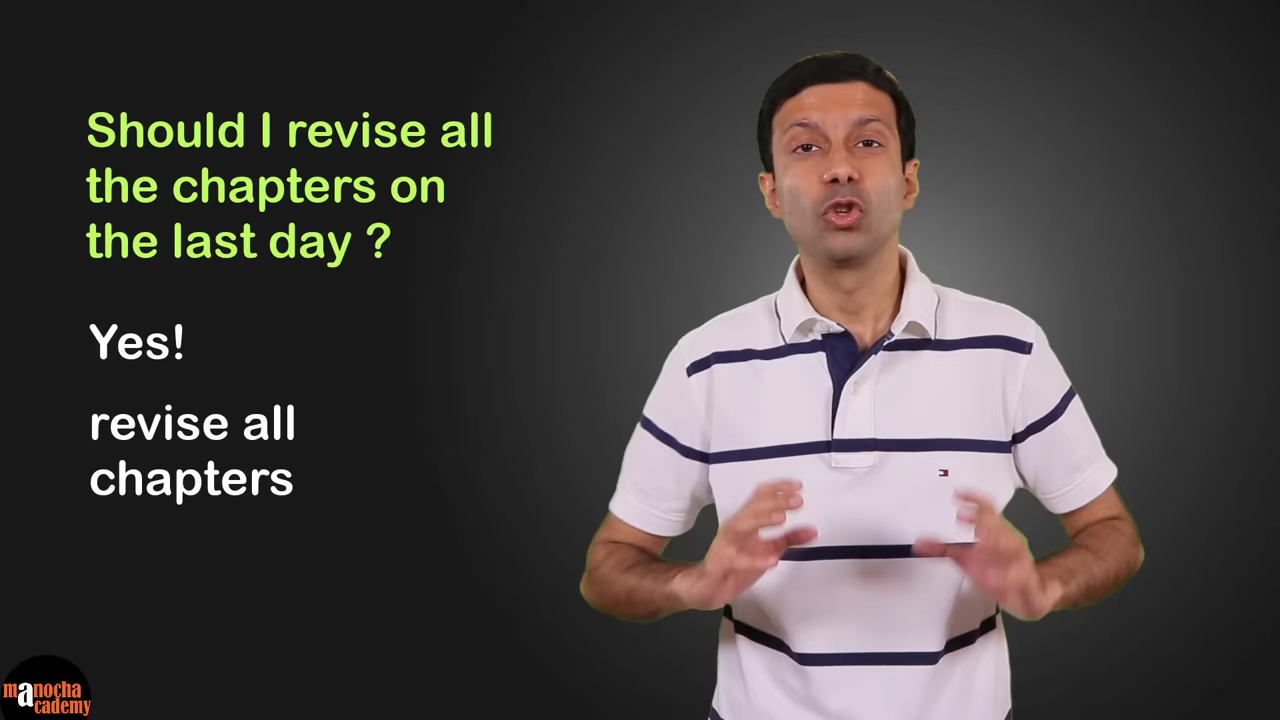 Should I revise all
the chapters on
the last day ?
Yes!
revise all
chapters
manocha
academy